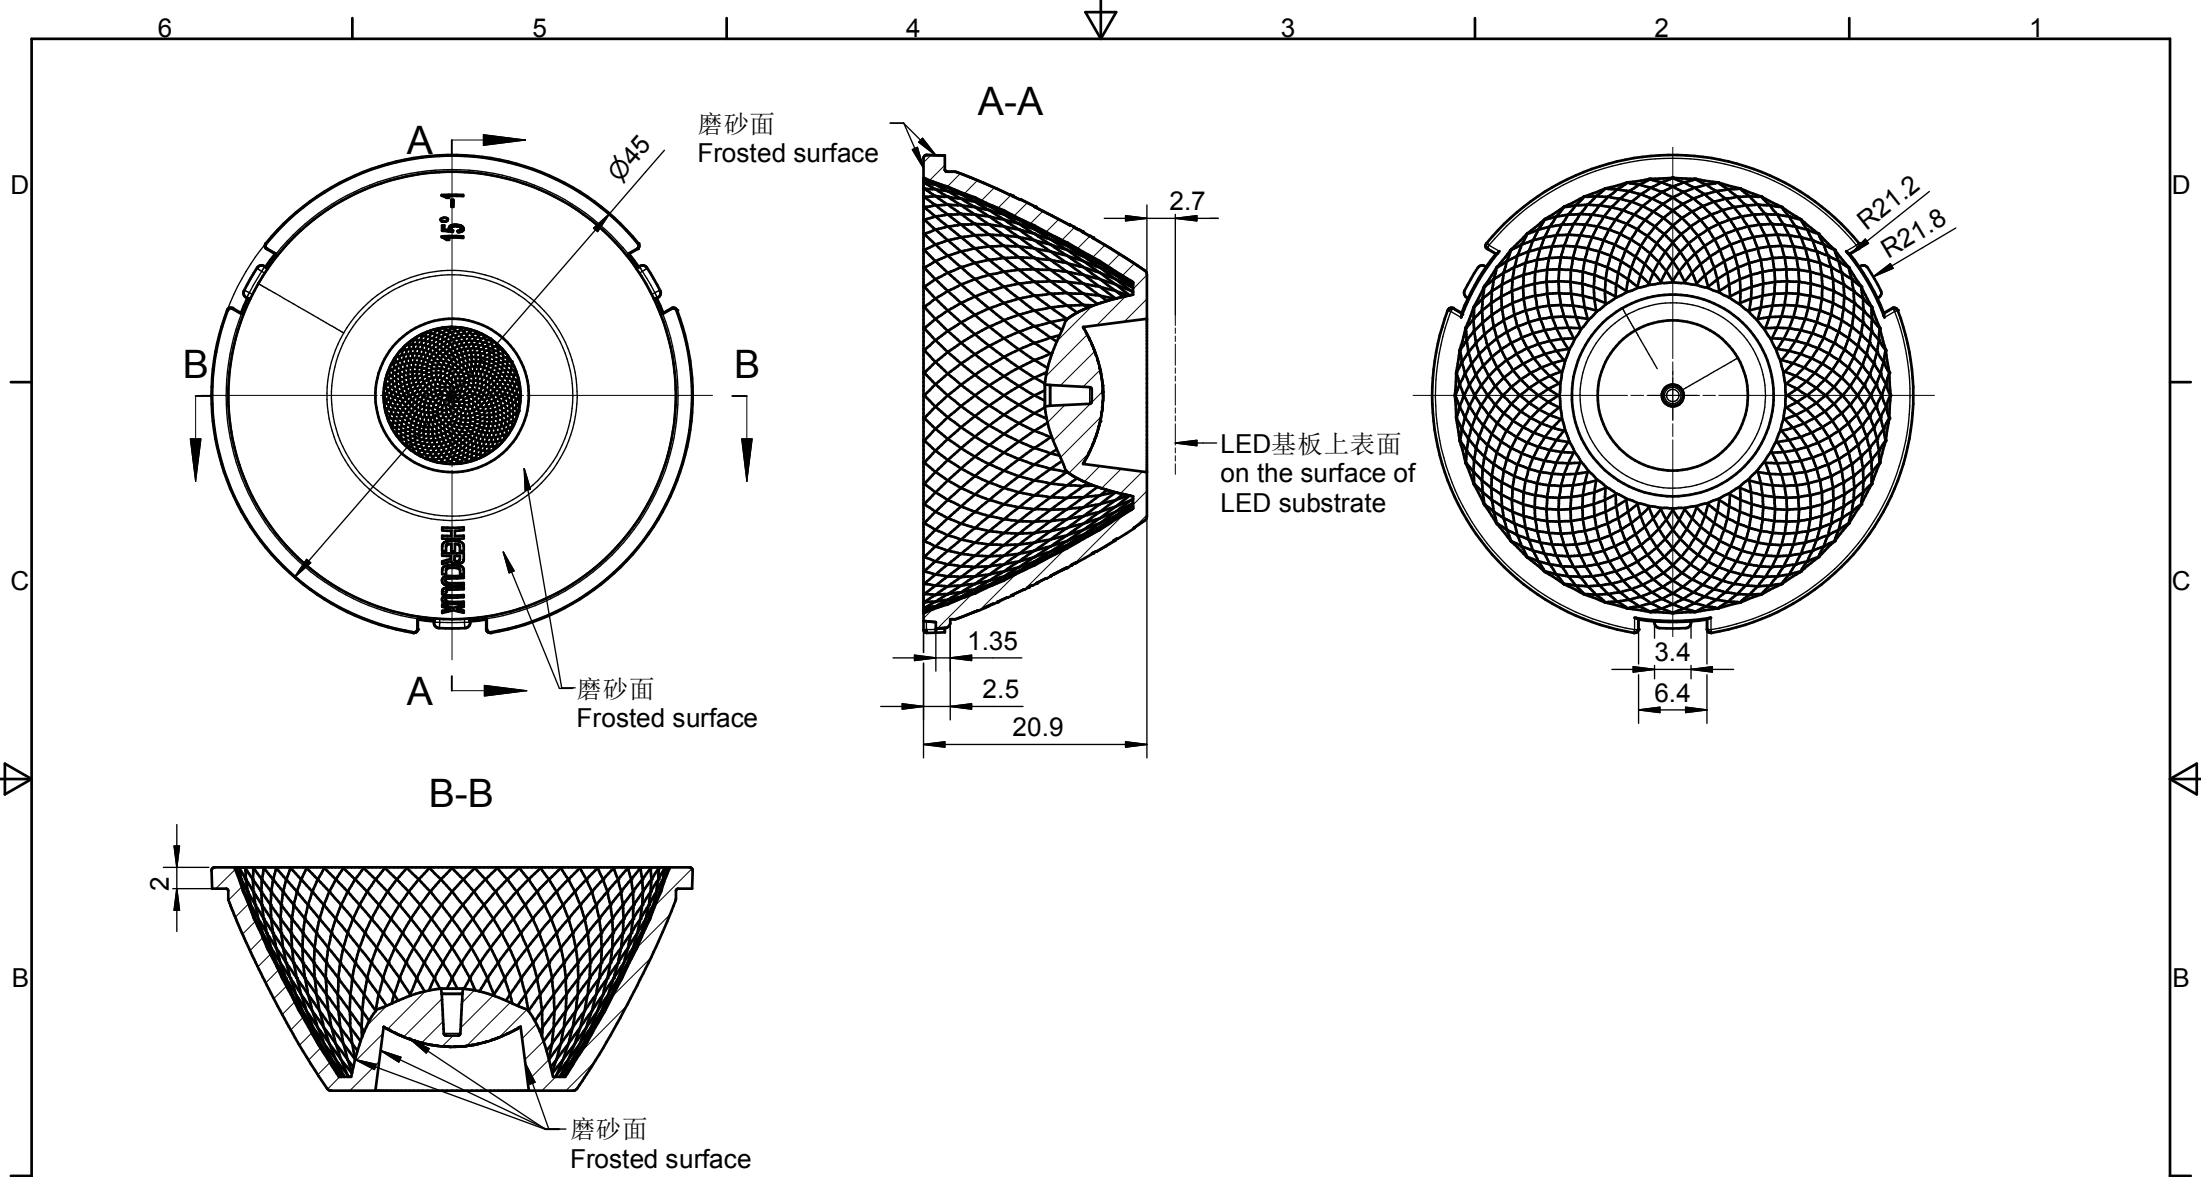 6 5 4 3 2 1
A-A
磨砂面
Frosted surface
A
Ø45
D
D
15° -1
2.7
R21.2
R21.8
B
B
LED基板上表面
on the surface of
LED substrate
HERCULUX
C
C
1.35
3.4
磨砂面
Frosted surface
A
2.5
6.4
20.9
B-B
2
B
B
磨砂面
Frosted surface